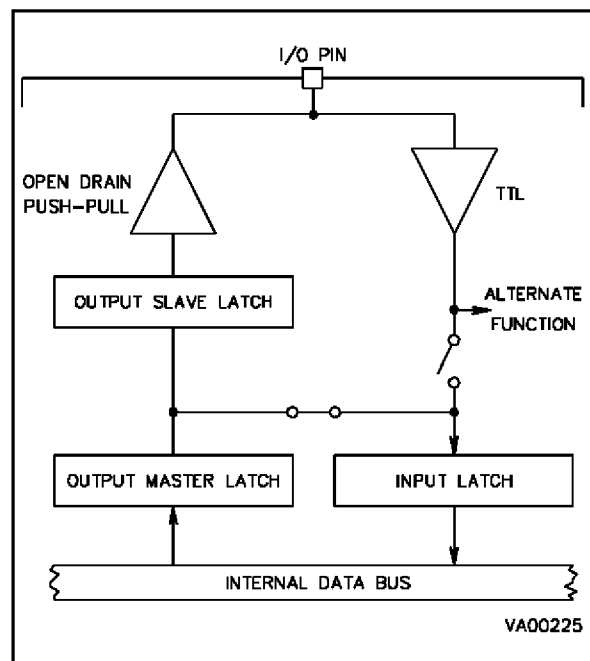 I/O PIN
OPEN DRAIN
PUSH-PULL
TTL
OUTPUT SLAVE LATCH
ALTERNATE
FUNCTION
OUTPUT MASTER LATCH
INPUT LATCH
INTERNAL DATA BUS
VA00225